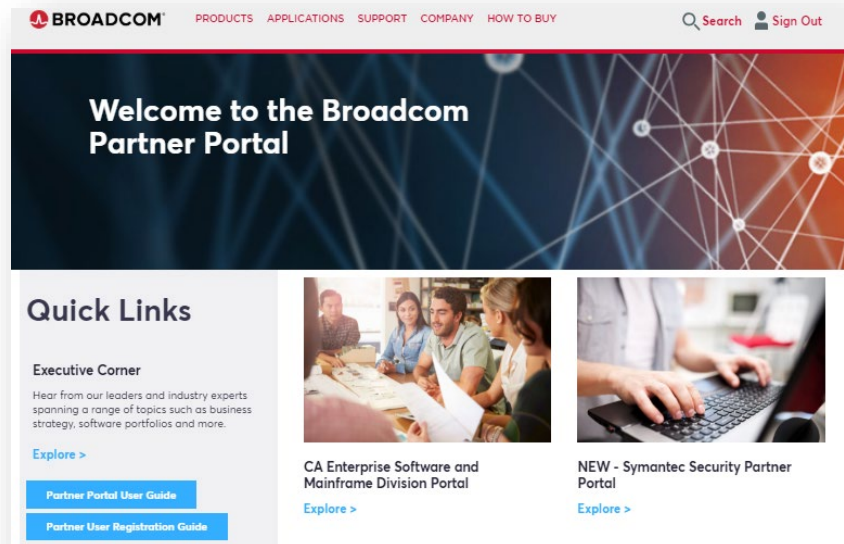 BROADCOM®
PRODUCTS APPLICATIONS SUPPORT COMPANY HOW TO BUY
Search Sign Out
Welcome to the Broadcom
Partner Portal
Quick Links
Executive Corner
Hear from our leaders and industry experts
spanning a range of topics such as business
strategy, software portfolios and more.
Explore >
Partner Portal User Guide
Partner User Registration Guide
CA Enterprise Software and
Mainframe Division Portal
Explore >
NEW - Symantec Security Partner
Portal
Explore >